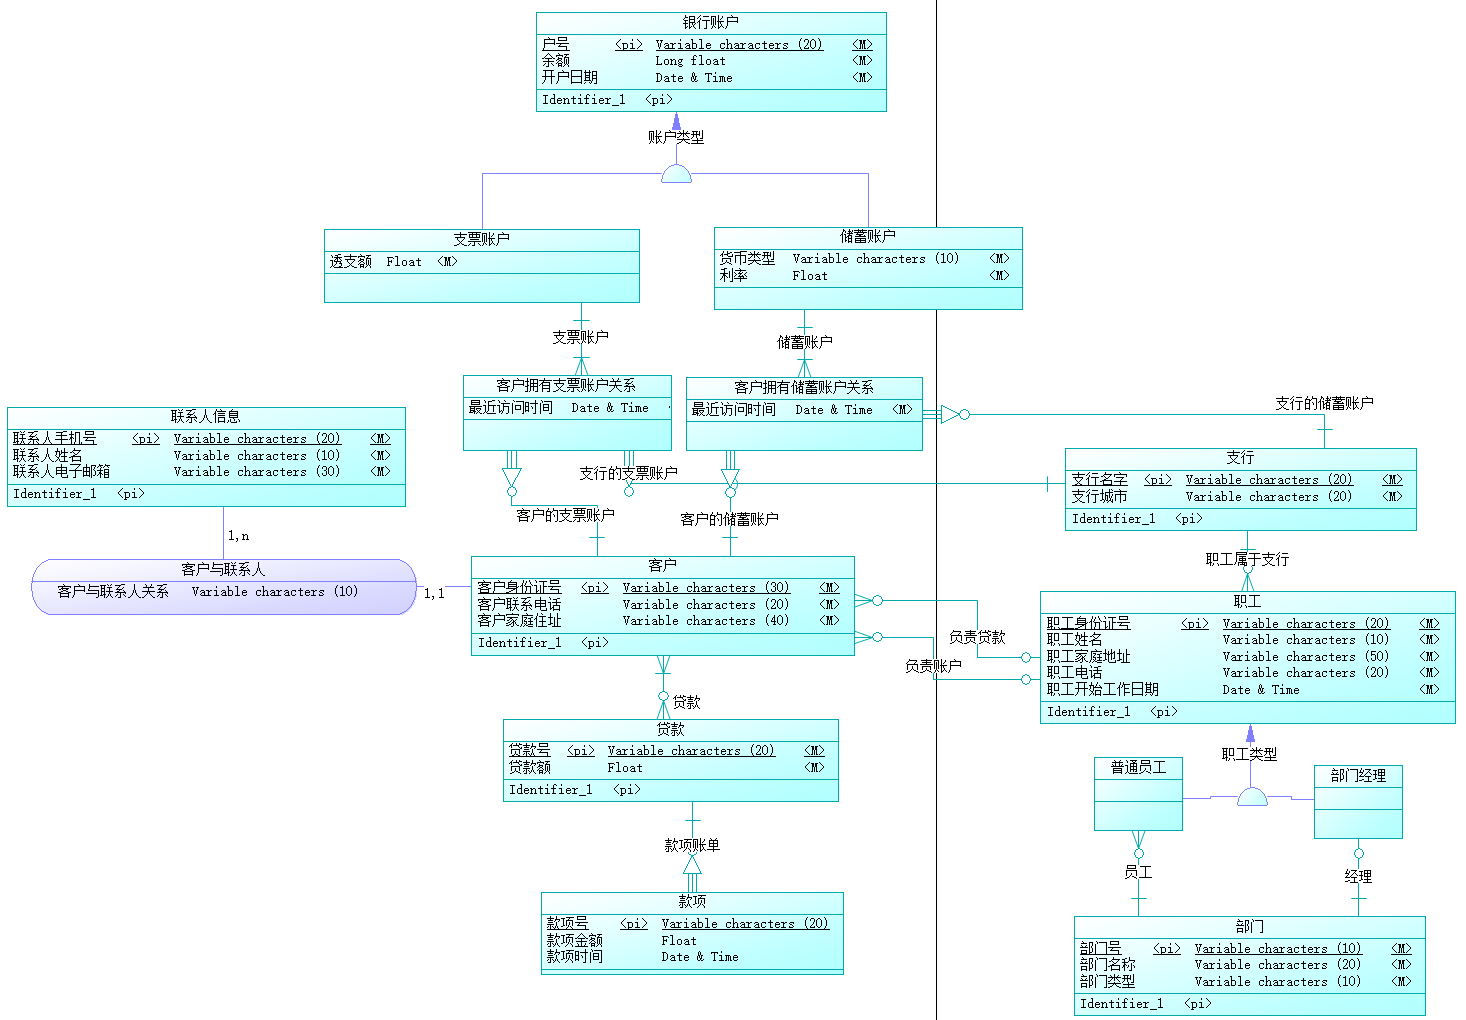 银行账户
户号 <pi> Variable characters (20) <M>
余额 Long float <M>
开户日期 Date & Time <M>
Identifier_1 <pi>
账户类型
支票账户
透支额 Float <M>
储蓄账户
货币类型 Variable characters (10) <M>
利率 Float <M>
支票账户
储蓄账户
客户拥有支票账户关系
最近访问时间 Date & Time
客户拥有储蓄账户关系
最近访问时间 Date & Time <M>
支行的储蓄账户
联系人信息
联系人手机号 <pi> Variable characters (20) <M>
联系人姓名 Variable characters (10) <M>
联系人电子邮箱 Variable characters (30) <M>
Identifier_1 <pi>
支行的支票账户
支行
支行名字 <pi> Variable characters (20) <M>
支行城市 Variable characters (20) <M>
Identifier_1 <pi>
客户的支票账户
客户的储蓄账户
1,n
职工属于支行
客户与联系人
客户与联系人关系 Variable characters (10)
1,1
客户
客户身份证号 <pi> Variable characters (30) <M>
客户联系电话 Variable characters (20) <M>
客户家庭住址 Variable characters (40) <M>
Identifier_1 <pi>
负责贷款
负责账户
职工
职工身份证号 <pi> Variable characters (20) <M>
职工姓名 Variable characters (10) <M>
职工家庭地址 Variable characters (50) <M>
职工电话 Variable characters (20) <M>
职工开始工作日期 Date & Time <M>
Identifier_1 <pi>
贷款
贷款
贷款号 <pi> Variable characters (20) <M>
贷款额 Float <M>
Identifier_1 <pi>
职工类型
普通员工
部门经理
款项账单
员工
经理
款项
款项号 <pi> Variable characters (20)
款项金额 Float
款项时间 Date & Time
部门
部门号 <pi> Variable characters (10) <M>
部门名称 Variable characters (20) <M>
部门类型 Variable characters (10) <M>
Identifier_1 <pi>